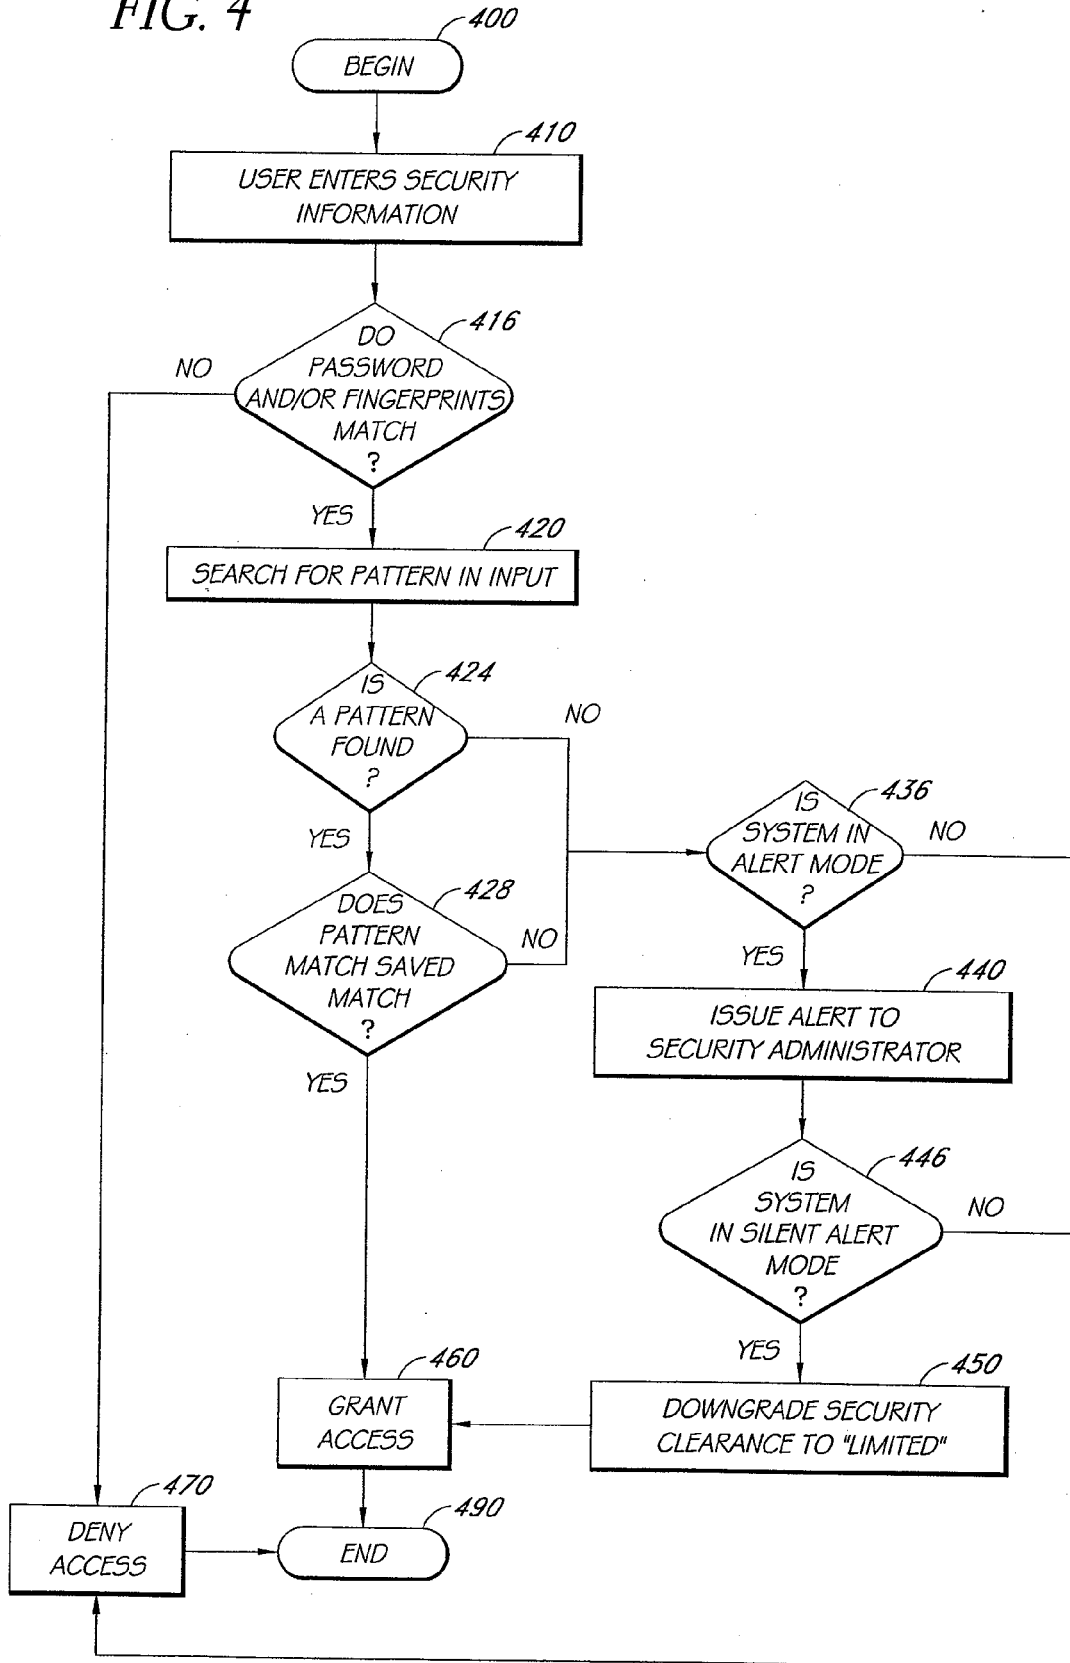 FIG. 4
400
BEGIN
410
USER ENTERS SECURITY
INFORMATION
416
DO
PASSWORD
AND/OR FINGERPRINTS
MATCH
?
NO
YES
420
SEARCH FOR PATTERN IN INPUT
424
IS
A PATTERN
FOUND
?
NO
YES
428
DOES
PATTERN
MATCH SAVED
MATCH
?
NO
YES
436
IS
SYSTEM IN
ALERT MODE
?
NO
YES
440
ISSUE ALERT TO
SECURITY ADMINISTRATOR
446
IS
SYSTEM
IN SILENT ALERT
MODE
?
NO
YES
450
DOWNGRADE SECURITY
CLEARANCE TO "LIMITED"
460
GRANT
ACCESS
470
DENY
ACCESS
490
END